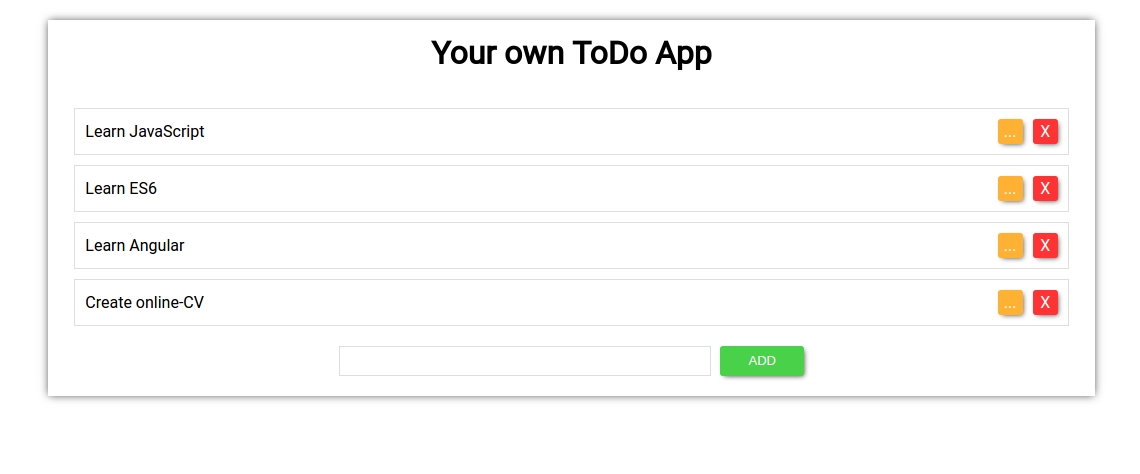 Your own ToDo App
Learn JavaScript ... X
Learn ES6 ... X
Learn Angular ... X
Create online-CV ... X
ADD